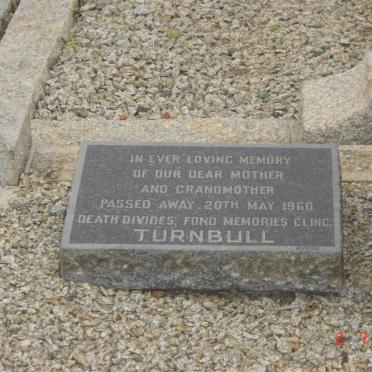 IN EVER LOVING MEMORY
OF OUR DEAR MOTHER
AND GRANDMOTHER
PASSED AWAY. 20TH MAY 1960
DEATH DIVIDES, FOND MEMORIES CLING.
TURNBULL